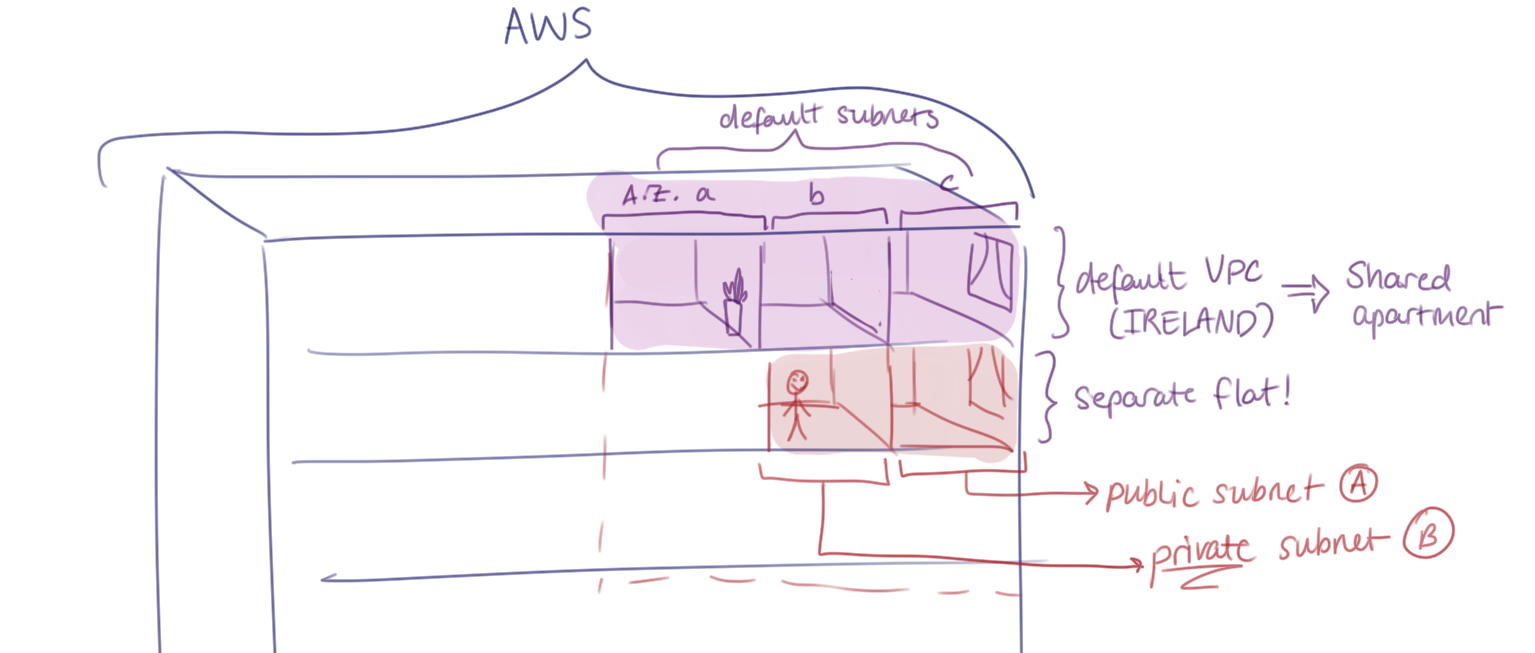 AWS
default subnets
A.Z. a
b
c
default VPC
(IRELAND)
⇒ Shared
apartment
separate flat!
public subnet Ⓐ
private subnet Ⓑ